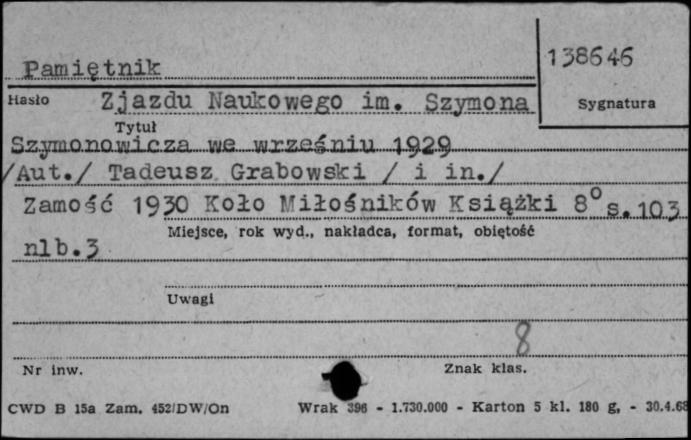 Pamiętnik
138646
Hasło
Zjazdu Naukowego im. Szymona
Sygnatura
Tytuł
Szymonowicza we wrześniu 1929
/Aut./ Tadeusz Grabowski / i in./
Zamość 1930 Koło Miłośników Książki 8° s.103
Miejsce, rok wyd., nakładca, format, objętość
nlb.3
Uwagi
8
Nr inw.
Znak klas.
CWD B 15a Zam. 452/DW/On
Wrak 396 - 1.730.000 - Karton 5 kl. 180 g, - 30.4.68